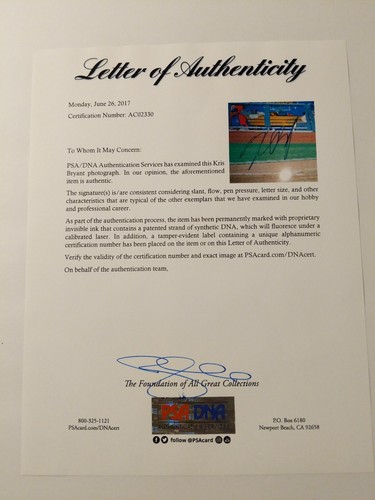 Letter of Authenticity
Monday, June 26, 2017
Certification Number: AC02330
To Whom It May Concern:
PSA/DNA Authentication Services has examined this Kris
Bryant photograph. In our opinion, the aforementioned
item is authentic.
The signature(s) is/are consistent considering slant, flow, pen pressure, letter size, and other
characteristics that are typical of the other exemplars that we have examined in our hobby
and professional career.
As part of the authentication process, the item has been permanently marked with proprietary
invisible ink that contains a patented strand of synthetic DNA, which will fluoresce under a
calibrated laser. In addition, a tamper-evident label containing a unique alphanumeric
certification number has been placed on the item or on this Letter of Authenticity.
Verify the validity of the certification number and exact image at PSAcard.com/DNAcert.
On behalf of the authentication team,
The Foundation of All Great Collections
PSA DNA
800-325-1121
PSAcard.com/DNAcert
follow @PSAcard
P.O. Box 6180
Newport Beach, CA 92658